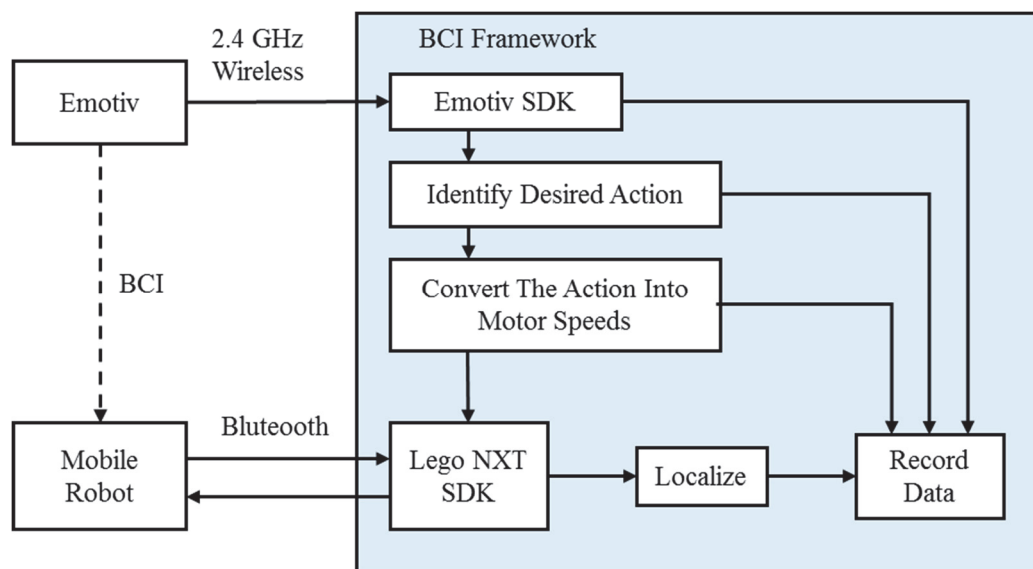 2.4 GHz
Wireless
BCI Framework
Emotiv
Emotiv SDK
Identify Desired Action
BCI
Convert The Action Into
Motor Speeds
Bluteooth
Mobile
Robot
Lego NXT
SDK
Localize
Record
Data